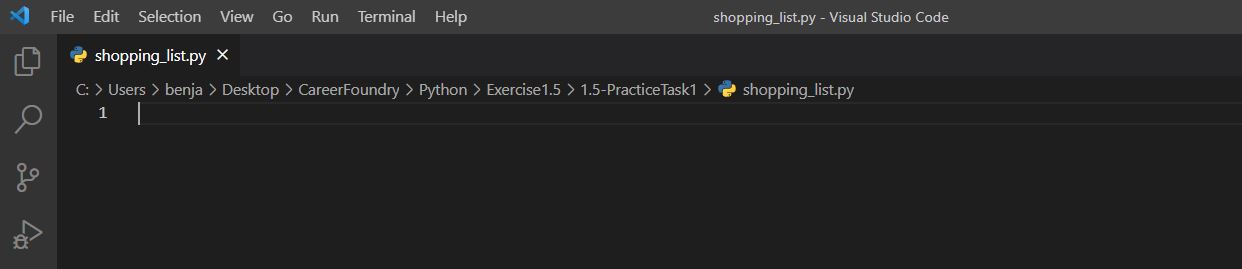 File Edit Selection View Go Run Terminal Help shopping_list.py - Visual Studio Code
shopping_list.py
C: > Users > benja > Desktop > CareerFoundry > Python > Exercise1.5 > 1.5-PracticeTask1 > shopping_list.py
1